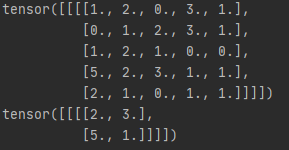 tensor([[[[1., 2., 0., 3., 1.],
[0., 1., 2., 3., 1.],
[1., 2., 1., 0., 0.],
[5., 2., 3., 1., 1.],
[2., 1., 0., 1., 1.]]]])
tensor([[[[2., 3.],
[5., 1.]]]])